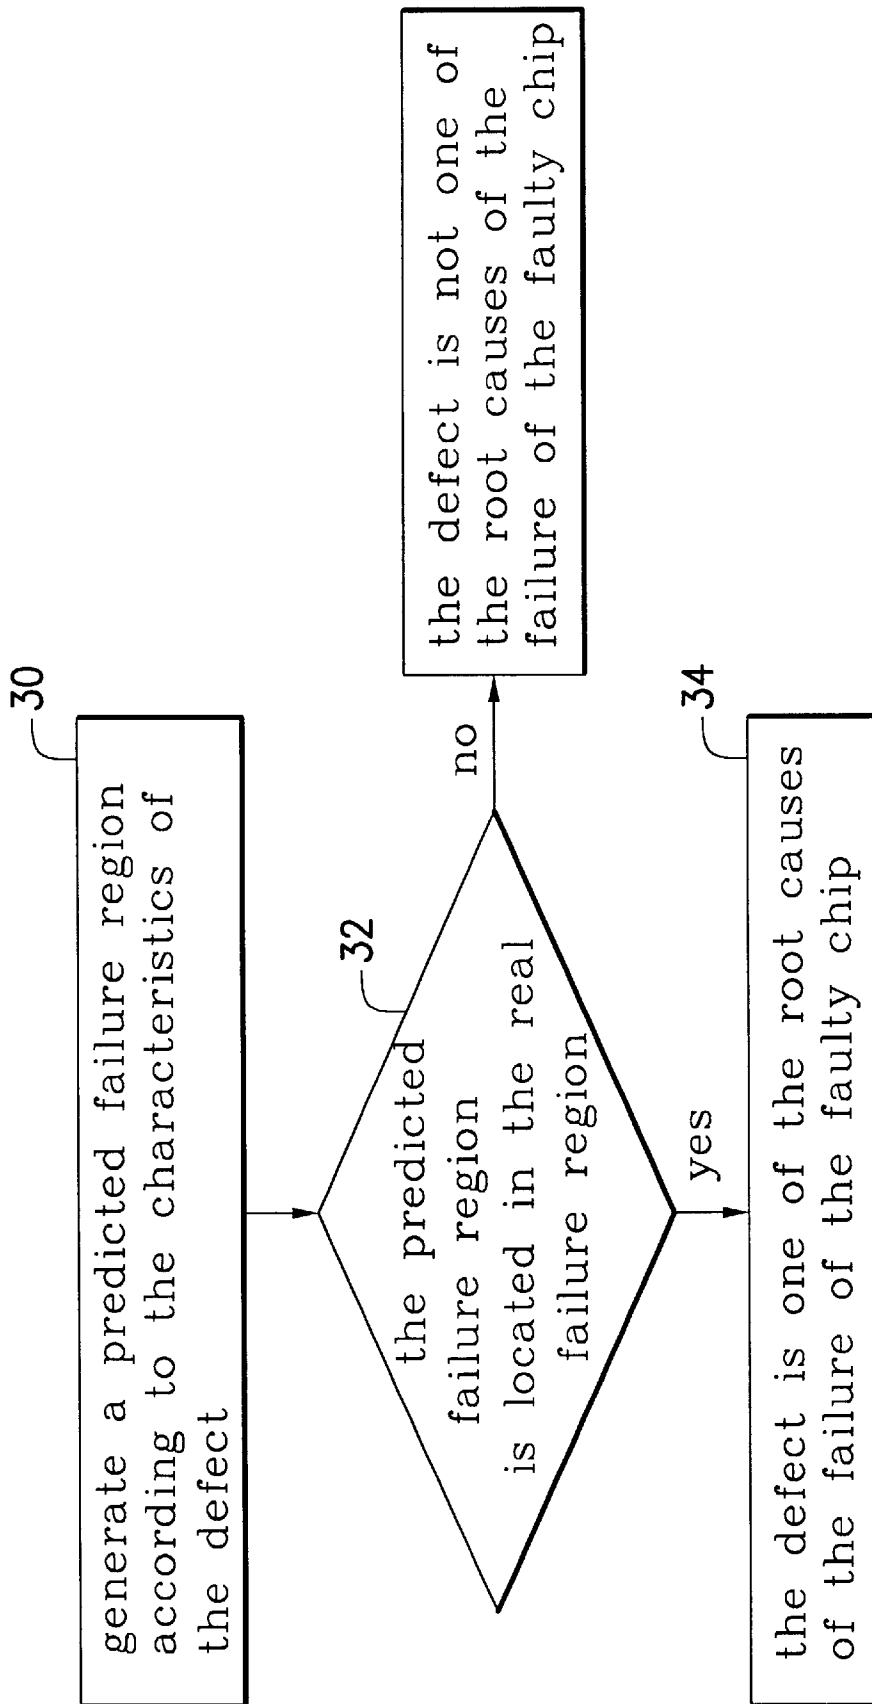 30
generate a predicted failure region
according to the characteristics of
the defect
32
the predicted
failure region
is located in the real
failure region
no
the defect is not one of
the root causes of the
failure of the faulty chip
yes
34
the defect is one of the root causes
of the failure of the faulty chip